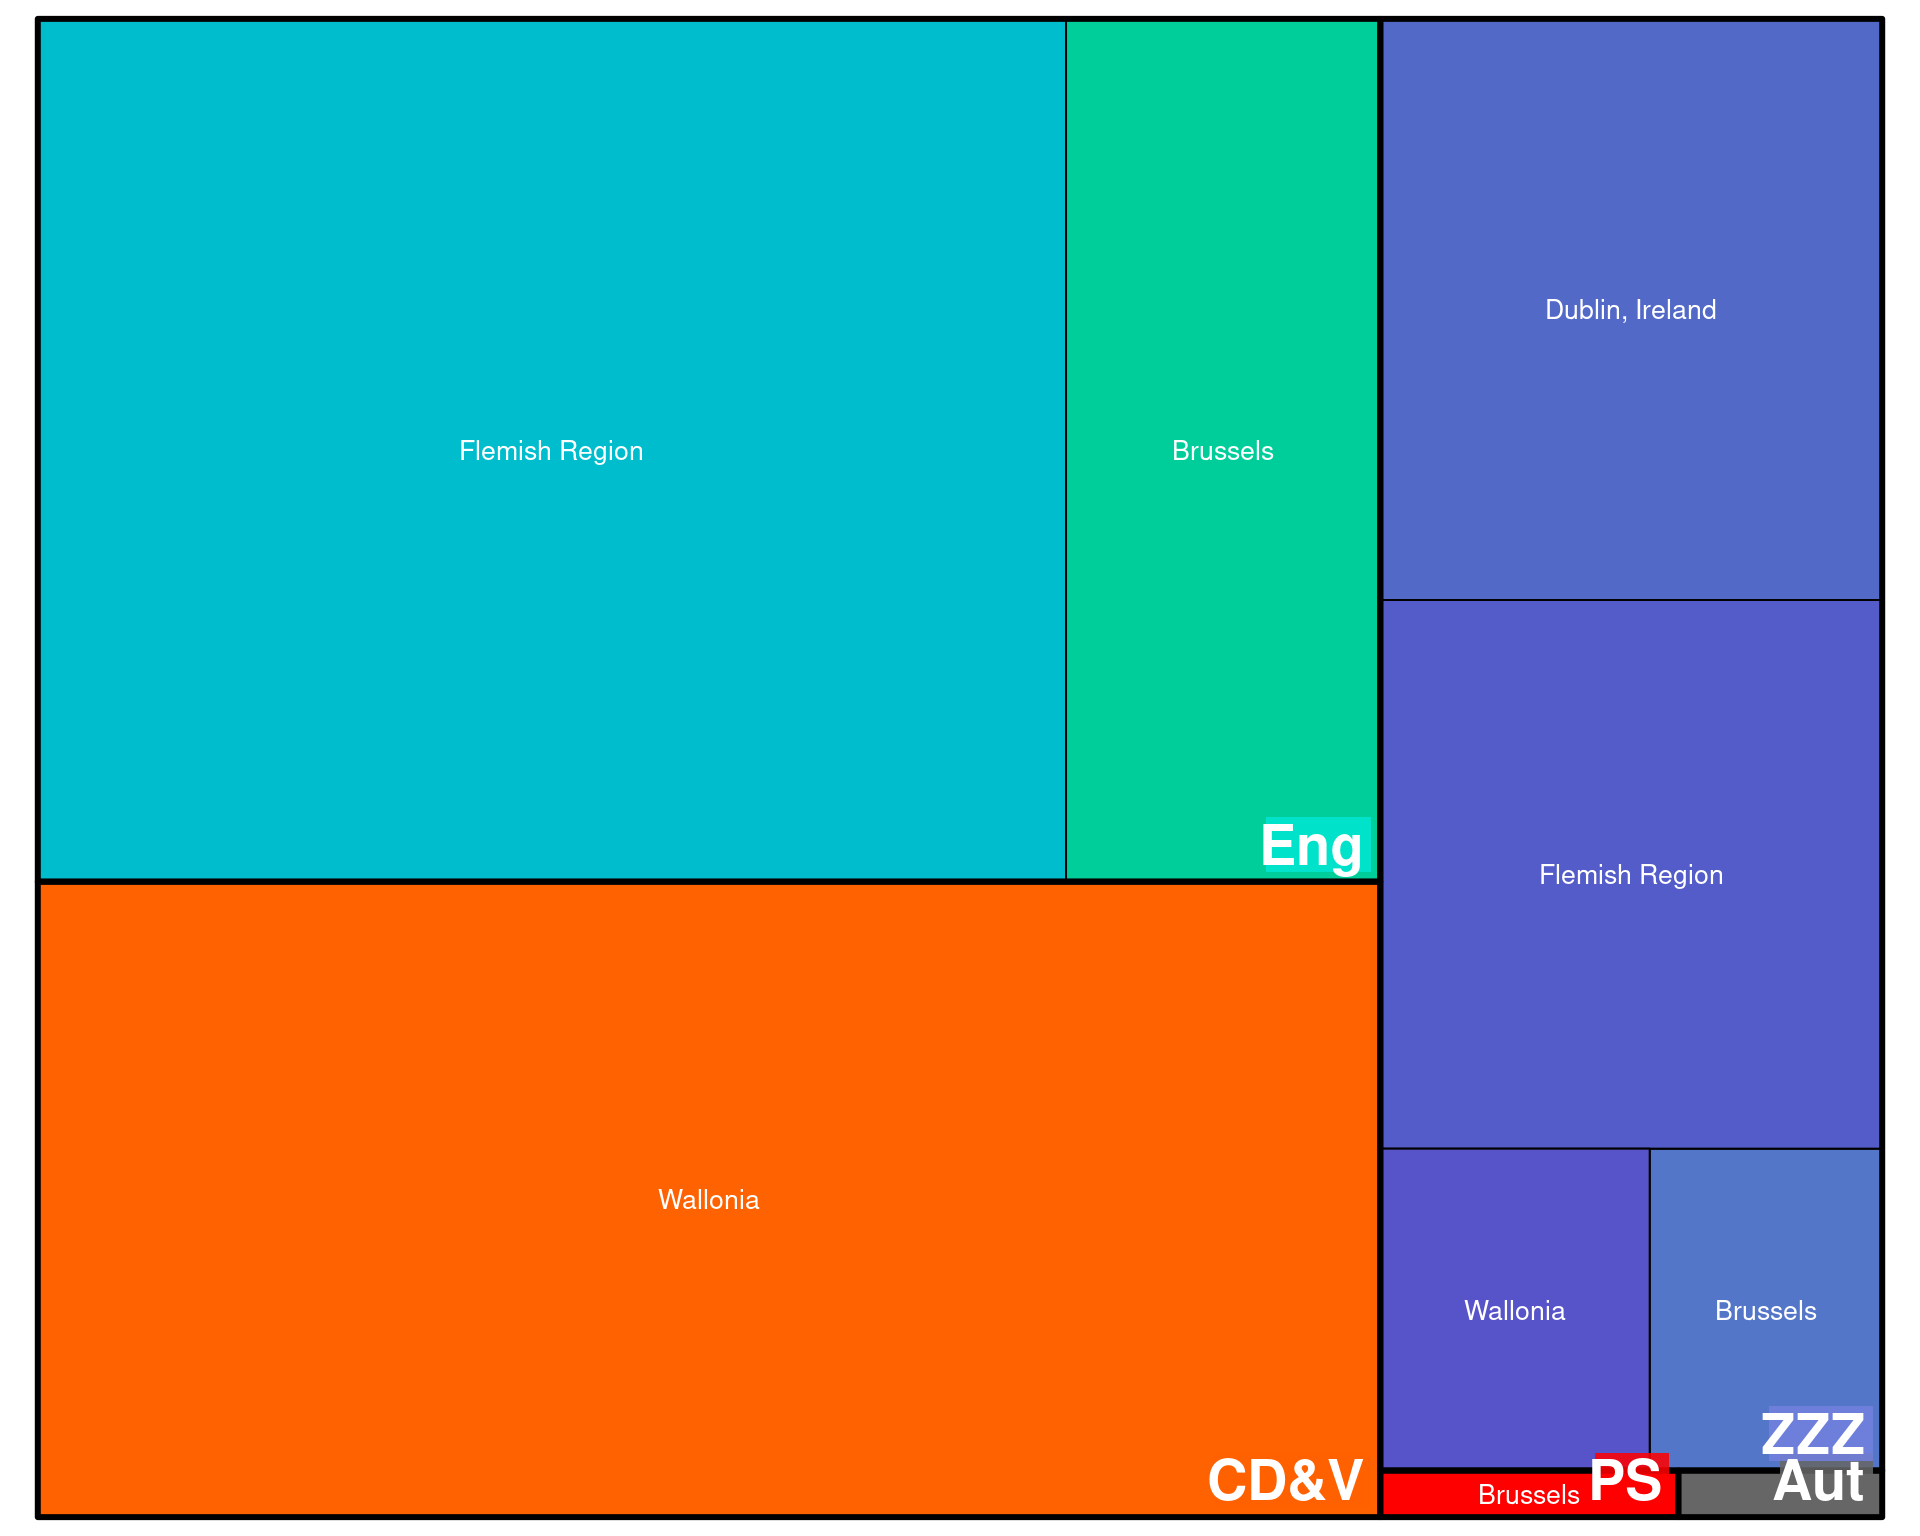 Flemish Region
Brussels
Eng
Wallonia
CD&V
Dublin, Ireland
Flemish Region
Wallonia
Brussels
ZZZ
Brussels
PS
Aut